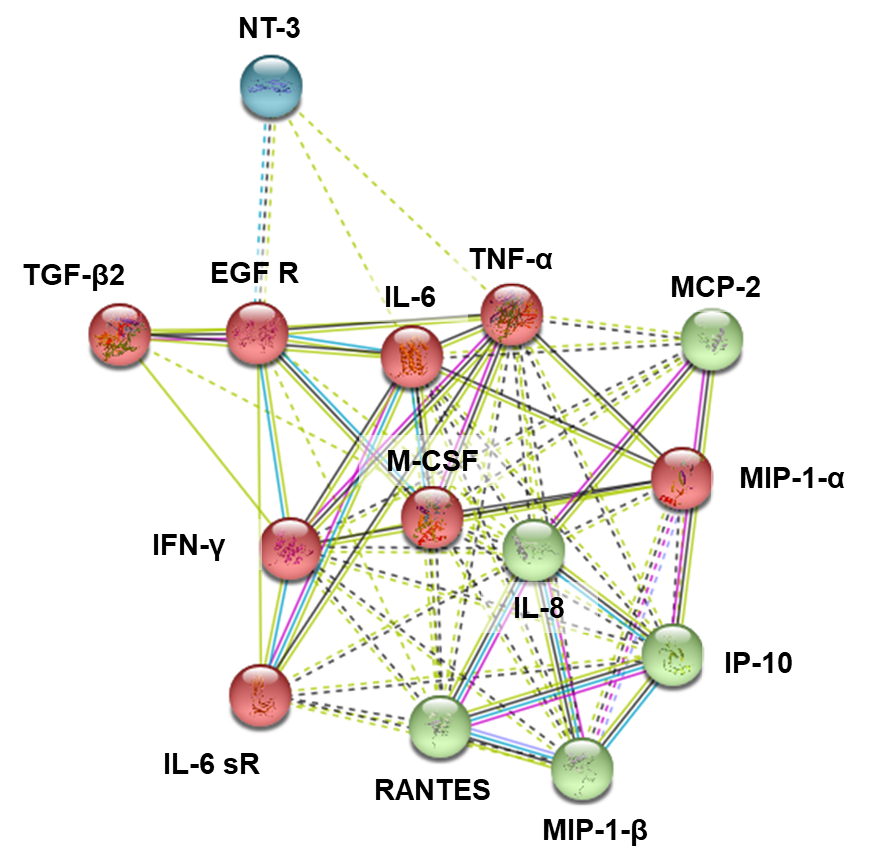 NT-3
TGF-β2
EGF R
IL-6
TNF-α
MCP-2
M-CSF
MIP-1-α
IFN-γ
IL-8
IP-10
IL-6 sR
RANTES
MIP-1-β